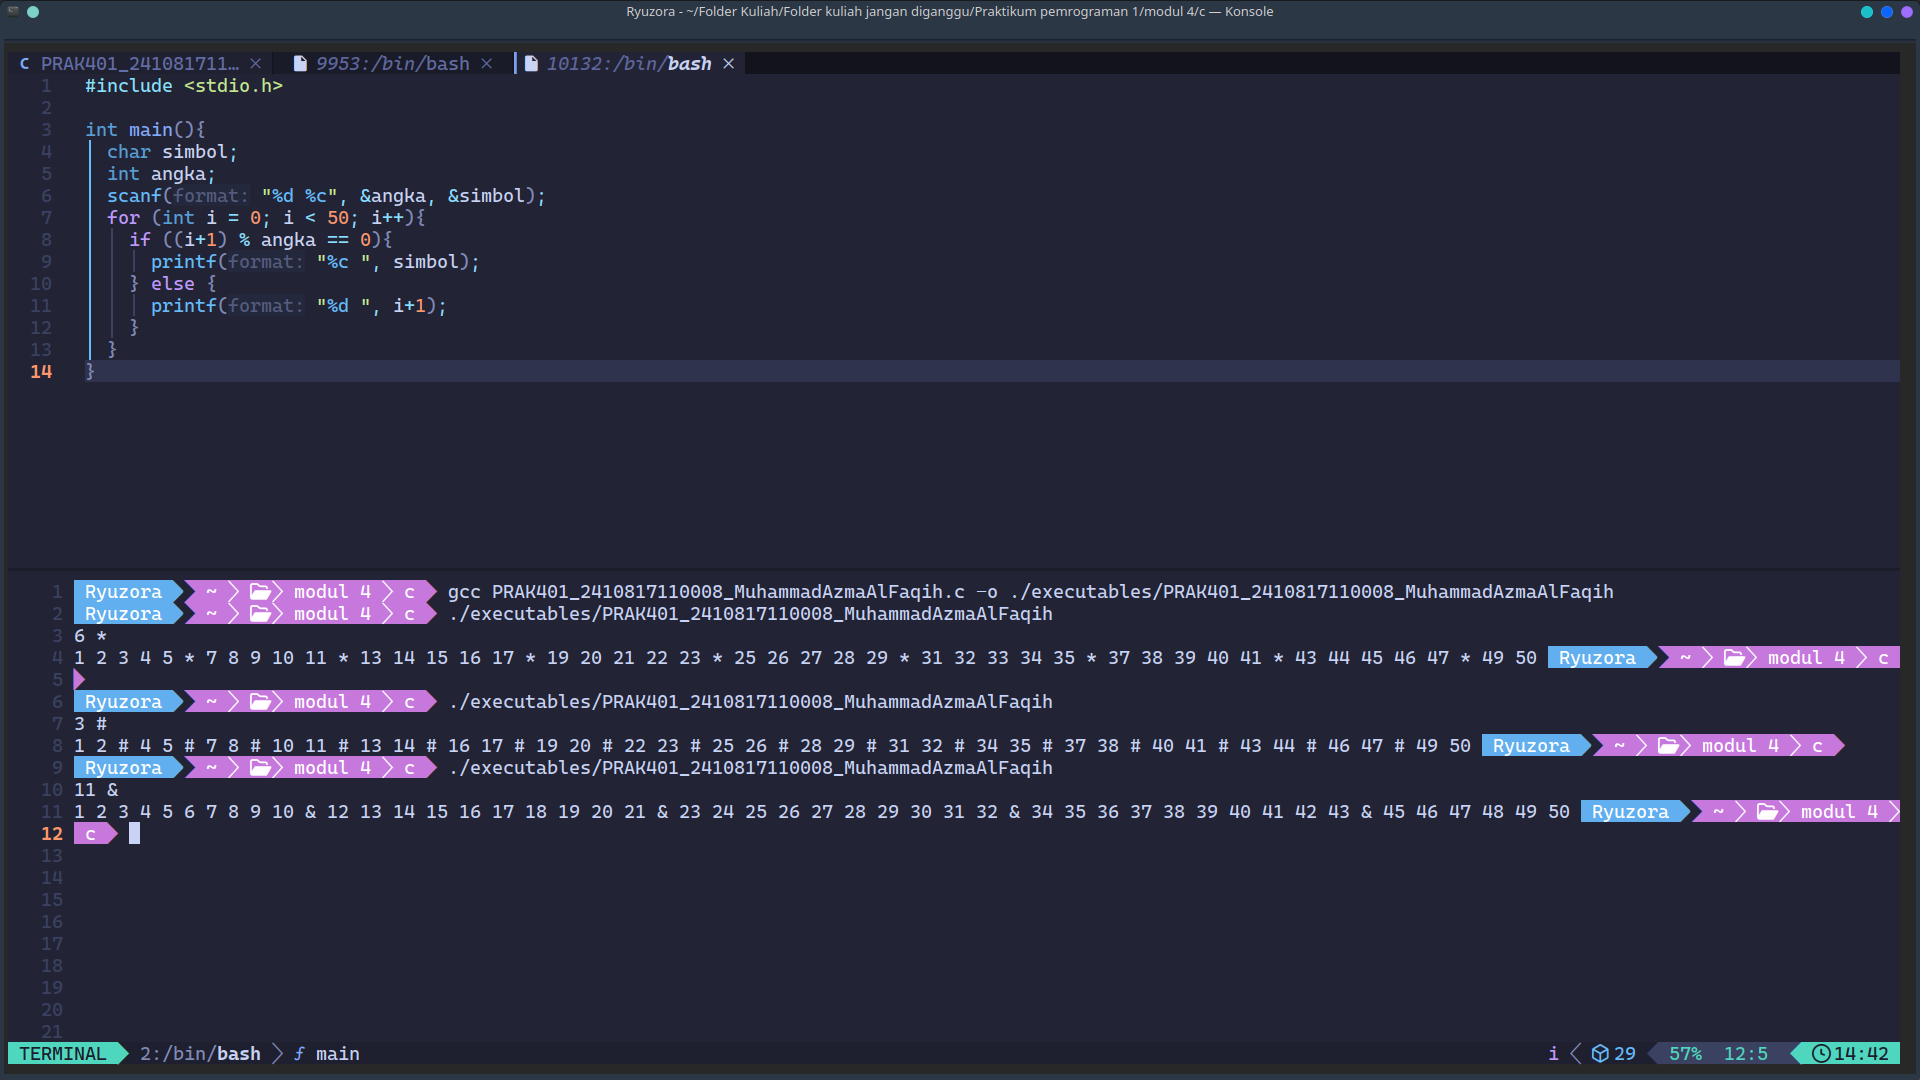 Ryuzora - ~/Folder Kuliah/Folder kuliah jangan diganggu/Praktikum pemrograman 1/modul 4/c — Konsole
C PRAK401_241081711… × 9953:/bin/bash × 10132:/bin/bash ×
1 #include <stdio.h>
2
3 int main(){
4 char simbol;
5 int angka;
6 scanf(format: "%d %c", &angka, &simbol);
7 for (int i = 0; i < 50; i++){
8 if ((i+1) % angka == 0){
9 printf(format: "%c ", simbol);
10 } else {
11 printf(format: "%d ", i+1);
12 }
13 }
14 }
1 Ryuzora ~ modul 4 c gcc PRAK401_2410817110008_MuhammadAzmaAlFaqih.c -o ./executables/PRAK401_2410817110008_MuhammadAzmaAlFaqih
2 Ryuzora ~ modul 4 c ./executables/PRAK401_2410817110008_MuhammadAzmaAlFaqih
3 6 *
4 1 2 3 4 5 * 7 8 9 10 11 * 13 14 15 16 17 * 19 20 21 22 23 * 25 26 27 28 29 * 31 32 33 34 35 * 37 38 39 40 41 * 43 44 45 46 47 * 49 50 Ryuzora ~ modul 4 c
5
6 Ryuzora ~ modul 4 c ./executables/PRAK401_2410817110008_MuhammadAzmaAlFaqih
7 3 #
8 1 2 # 4 5 # 7 8 # 10 11 # 13 14 # 16 17 # 19 20 # 22 23 # 25 26 # 28 29 # 31 32 # 34 35 # 37 38 # 40 41 # 43 44 # 46 47 # 49 50 Ryuzora ~ modul 4 c
9 Ryuzora ~ modul 4 c ./executables/PRAK401_2410817110008_MuhammadAzmaAlFaqih
10 11 &
11 1 2 3 4 5 6 7 8 9 10 & 12 13 14 15 16 17 18 19 20 21 & 23 24 25 26 27 28 29 30 31 32 & 34 35 36 37 38 39 40 41 42 43 & 45 46 47 48 49 50 Ryuzora ~ modul 4
12 c
13
14
15
16
17
18
19
20
21
TERMINAL 2:/bin/bash f main i 29 57% 12:5 14:42